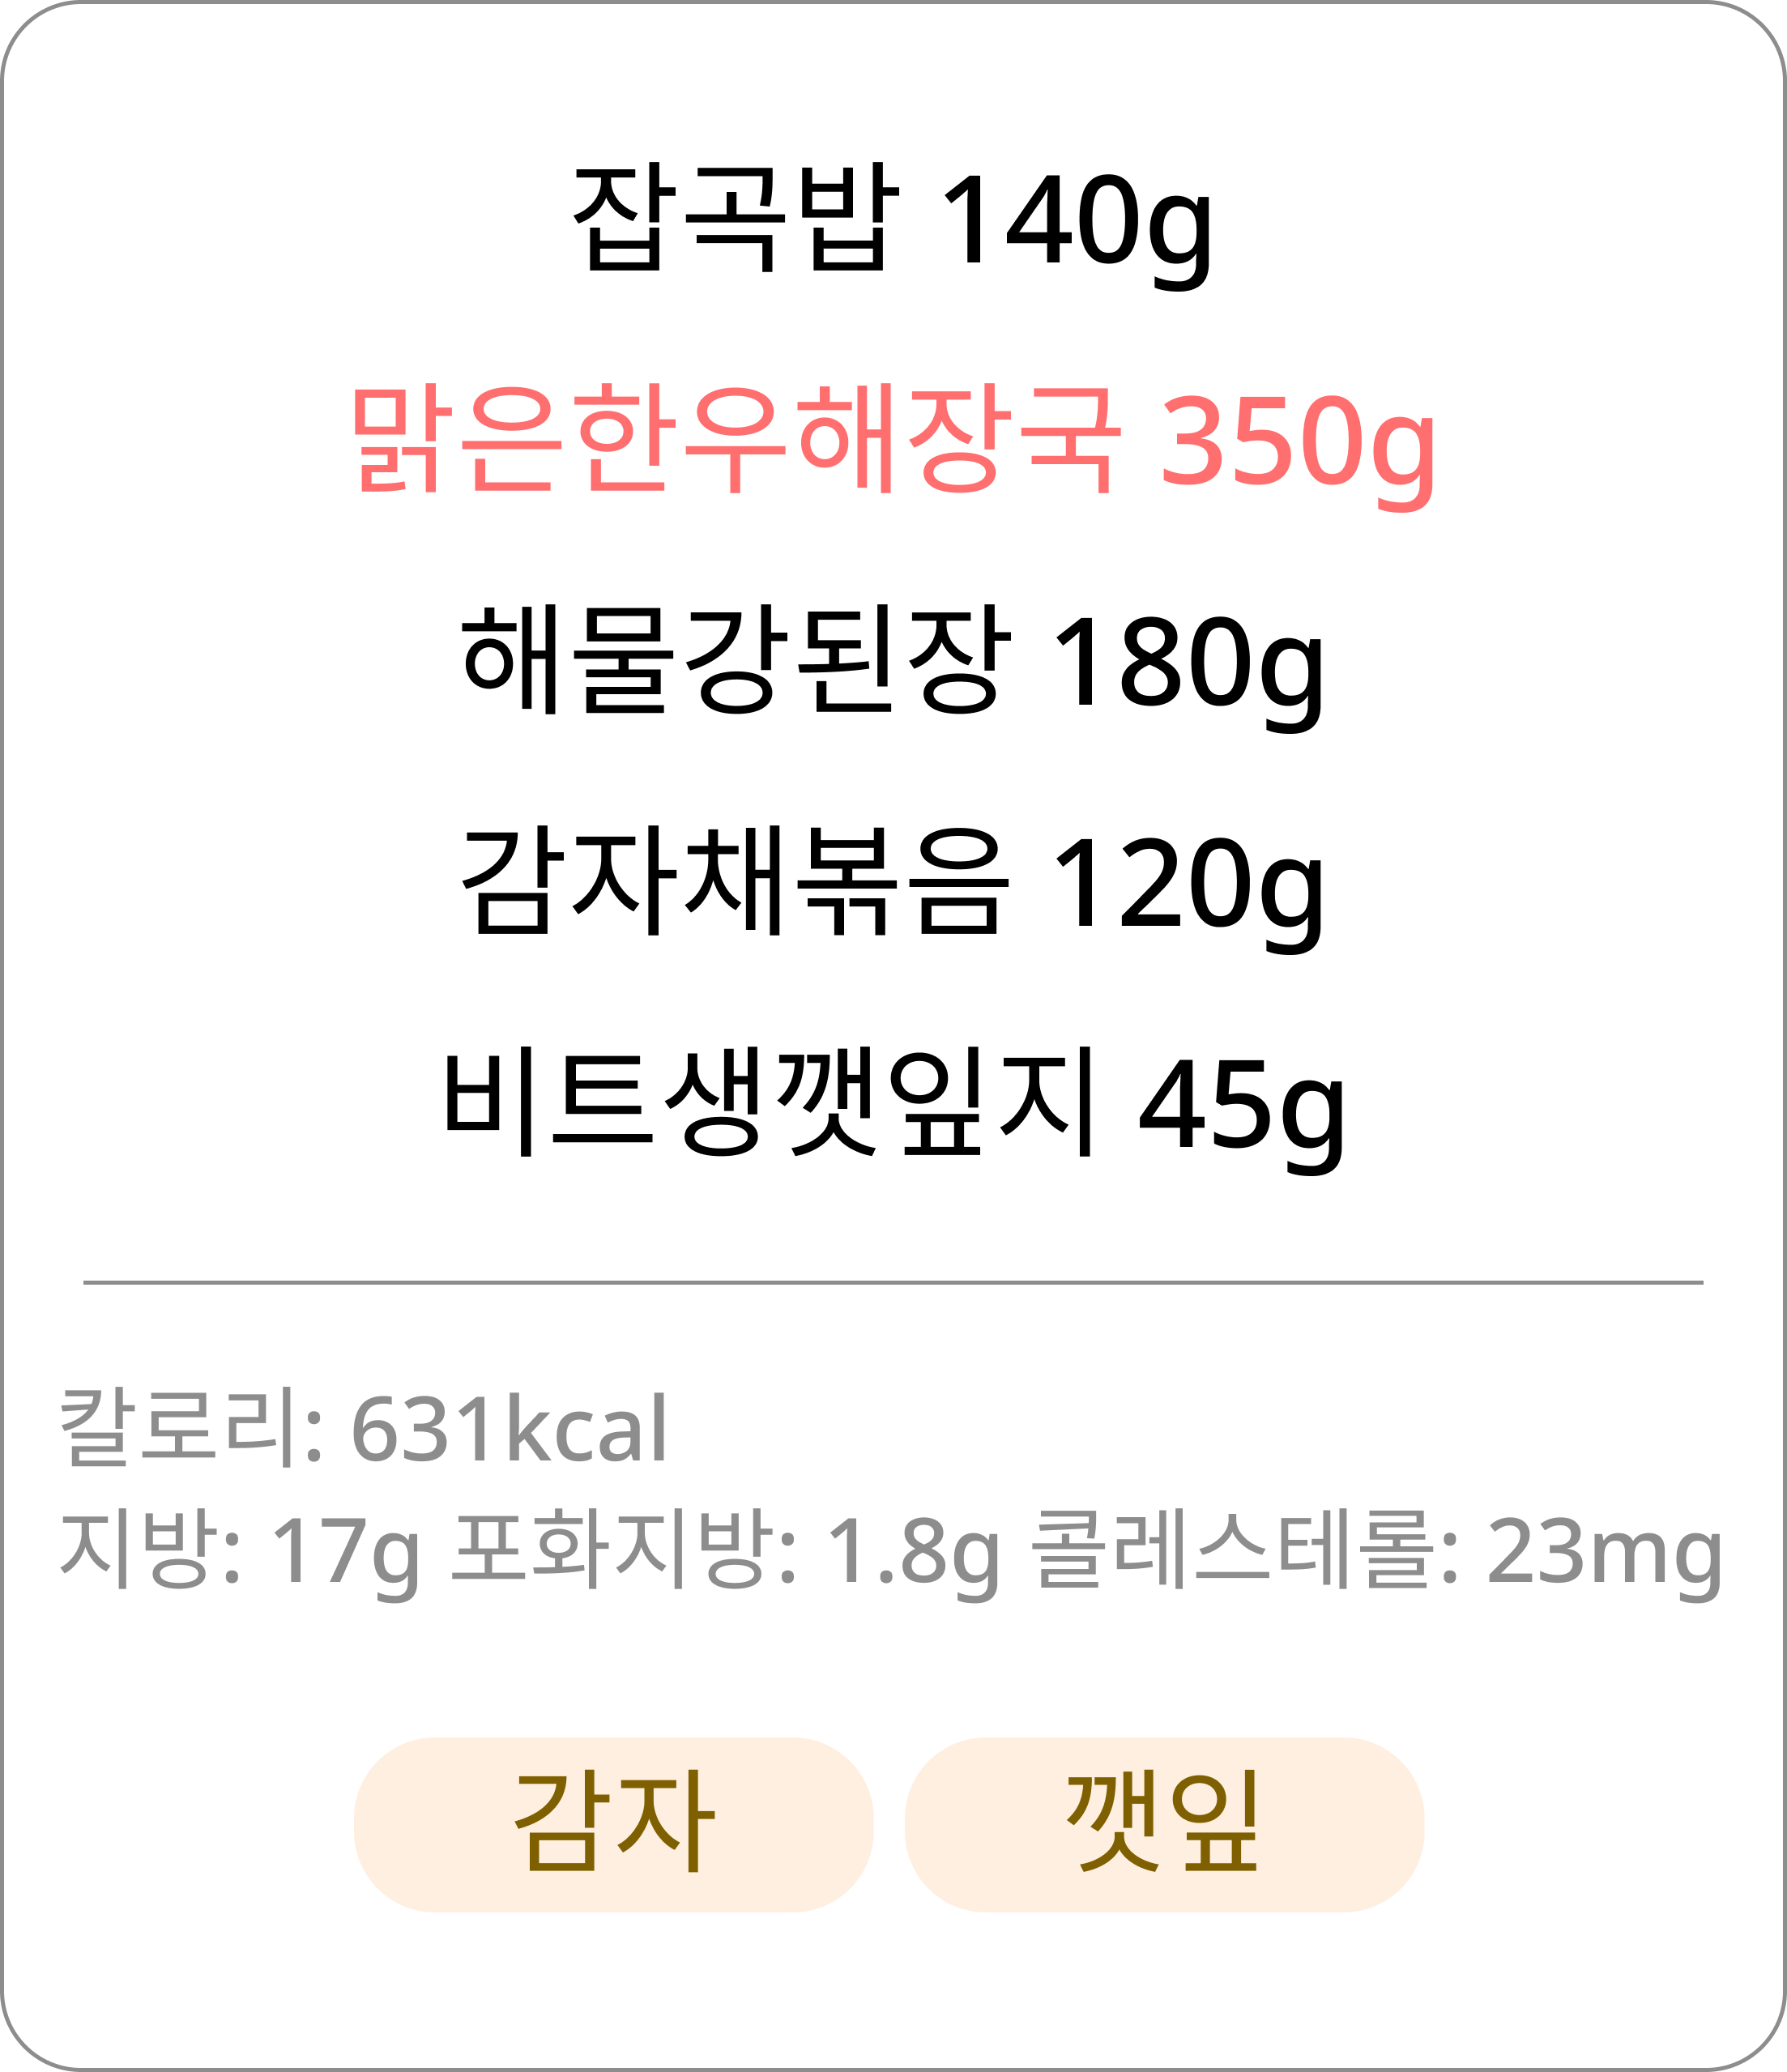 잡곡밥 140g
맑은한우해장국 350g
해물강된장 180g
감자채볶음 120g
비트생깻잎지 45g
칼로리: 631kcal
지방: 17g 포화지방: 1.8g 클레스테롤: 23mg
감자 깻잎